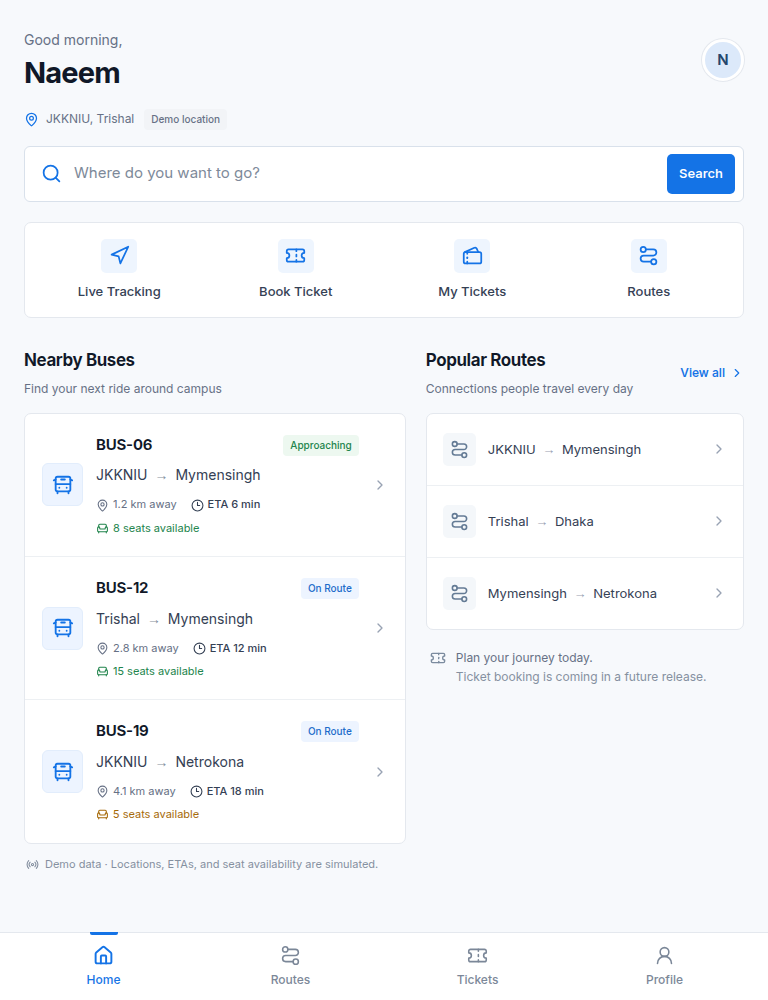 Good morning,
Naeem
N
JKKNIU, Trishal Demo location
Where do you want to go? Search
Live Tracking Book Ticket My Tickets Routes
Nearby Buses
Find your next ride around campus
BUS-06 Approaching
JKKNIU → Mymensingh
1.2 km away ETA 6 min
8 seats available
BUS-12 On Route
Trishal → Mymensingh
2.8 km away ETA 12 min
15 seats available
BUS-19 On Route
JKKNIU → Netrokona
4.1 km away ETA 18 min
5 seats available
Demo data · Locations, ETAs, and seat availability are simulated.
Popular Routes
Connections people travel every day
View all
JKKNIU → Mymensingh
Trishal → Dhaka
Mymensingh → Netrokona
Plan your journey today.
Ticket booking is coming in a future release.
Home Routes Tickets Profile